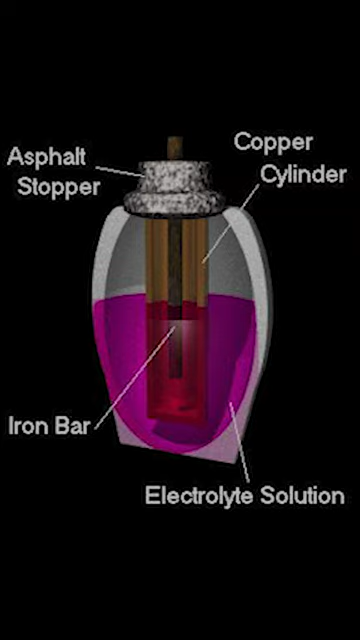 Asphalt
Stopper
Copper
Cylinder
Iron Bar
Electrolyte Solution